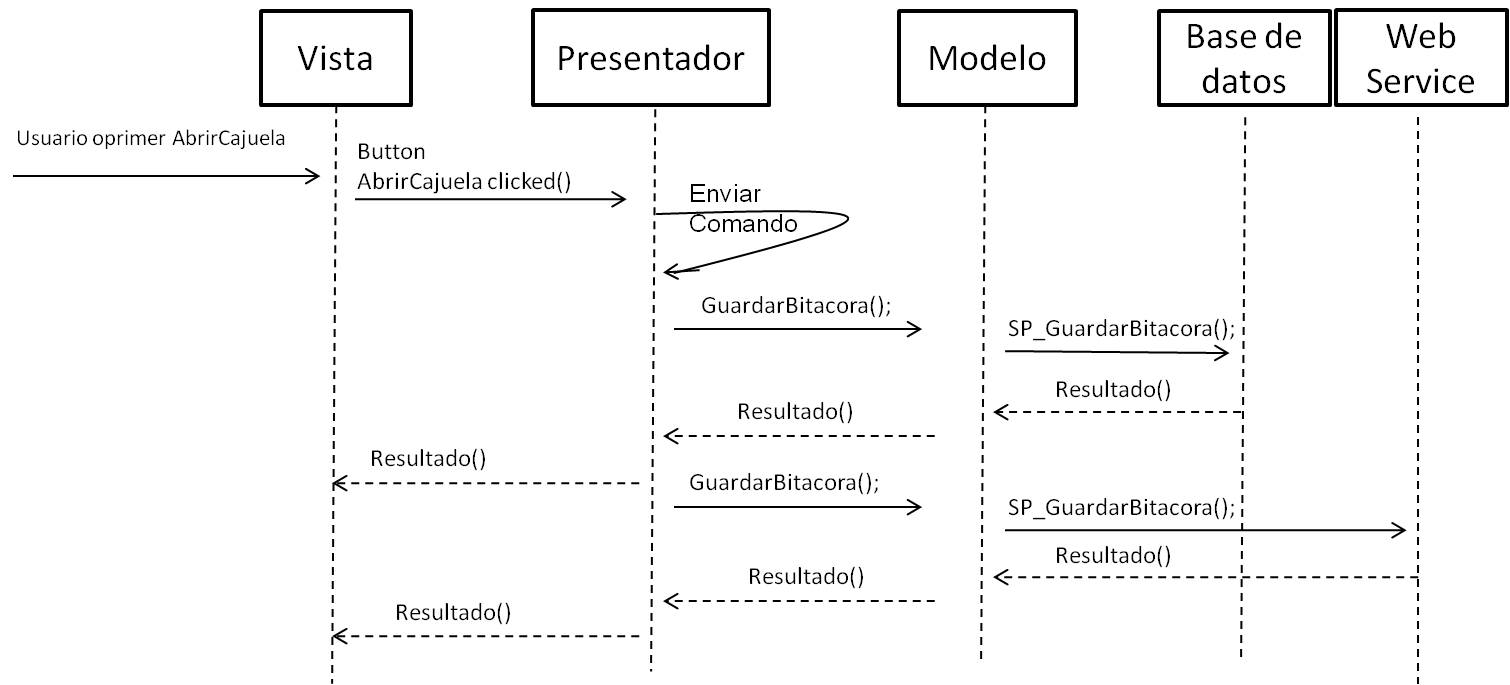 Vista
Presentador
Modelo
Base de
datos
Web
Service
Usuario oprimer AbrirCajuela
Button
AbrirCajuela clicked()
Enviar
Comando
GuardarBitacora();
SP_GuardarBitacora();
Resultado()
Resultado()
Resultado()
GuardarBitacora();
SP_GuardarBitacora();
Resultado()
Resultado()
Resultado()